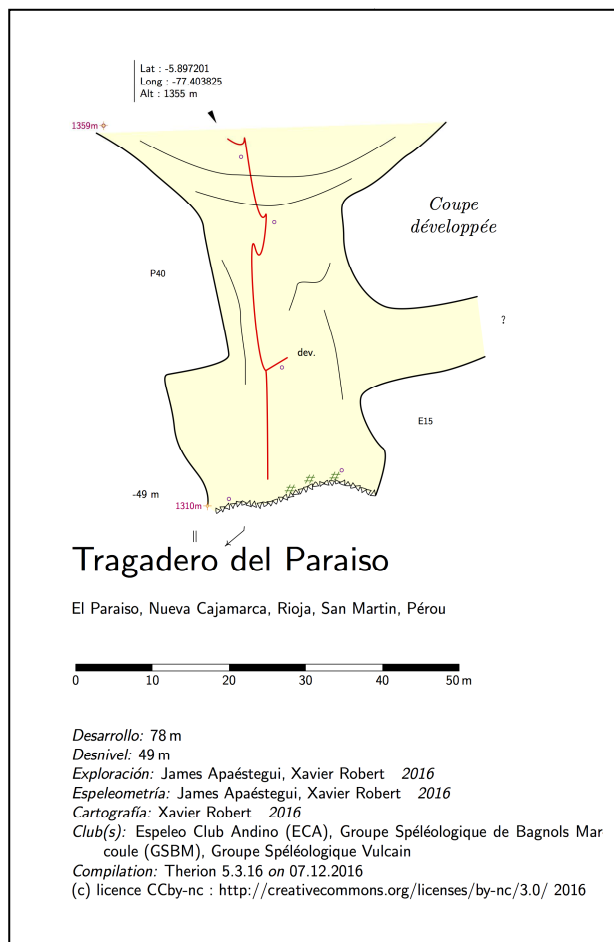 Lat : -5.897201
Long : -77.403825
Alt : 1355 m
1359m
Coupe
développée
P40
?
dev.
E15
-49 m
1310m
Tragadero del Paraiso
El Paraiso, Nueva Cajamarca, Rioja, San Martin, Pérou
0 10 20 30 40 50 m
Desarrollo: 78 m
Desnivel: 49 m
Exploración: James Apaéstegui, Xavier Robert 2016
Espeleometría: James Apaéstegui, Xavier Robert 2016
Cartografía: Xavier Robert 2016
Club(s): Espeleo Club Andino (ECA), Groupe Spéléologique de Bagnols Mar
coule (GSBM), Groupe Spéléologique Vulcain
Compilation: Therion 5.3.16 on 07.12.2016
(c) licence CCby-nc : http://creativecommons.org/licenses/by-nc/3.0/ 2016